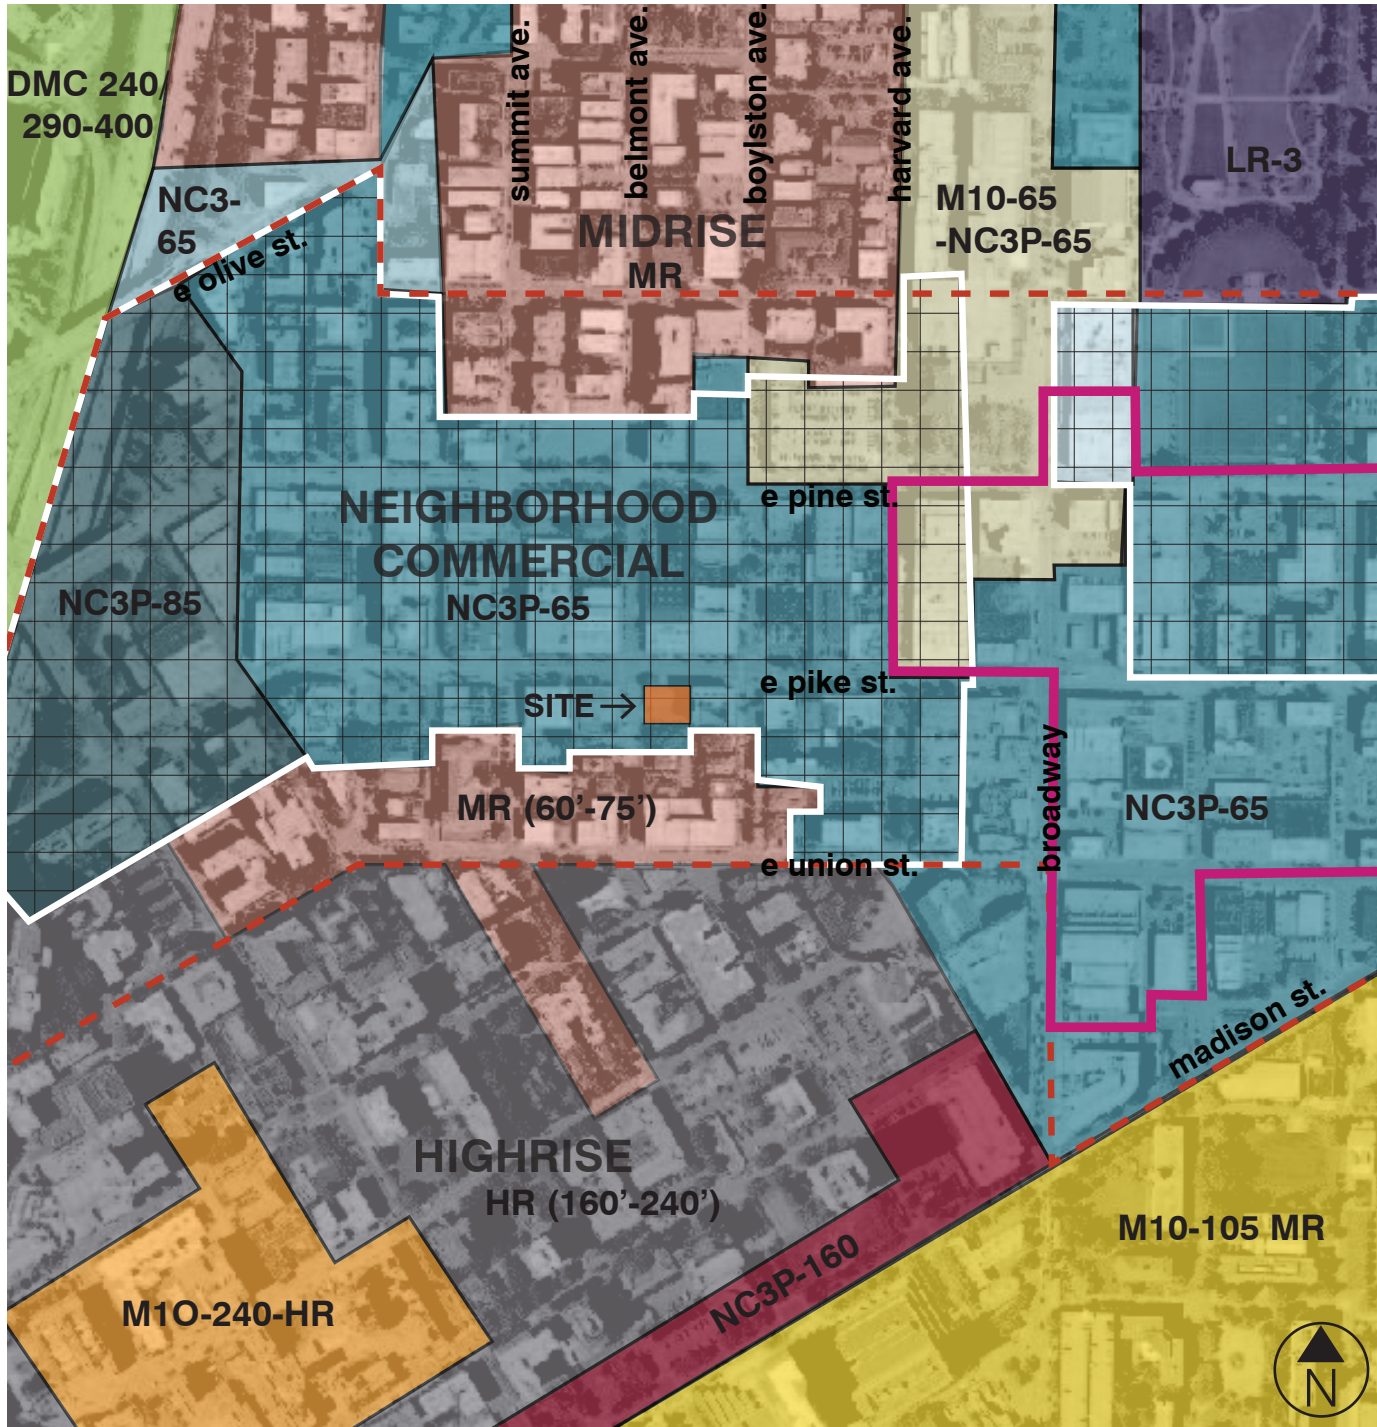 summit ave.
belmont ave.
boylston ave.
harvard ave.
DMC 240/
290-400
LR-3
NC3-
65
M10-65
-NC3P-65
MIDRISE
MR
e olive st.
e pine st.
NEIGHBORHOOD
COMMERCIAL
NC3P-65
NC3P-85
e pike st.
SITE
broadway
MR (60’-75’)
NC3P-65
e union st.
madison st.
HIGHRISE
HR (160’-240’)
M10-105 MR
NC3P-160
M1O-240-HR
N